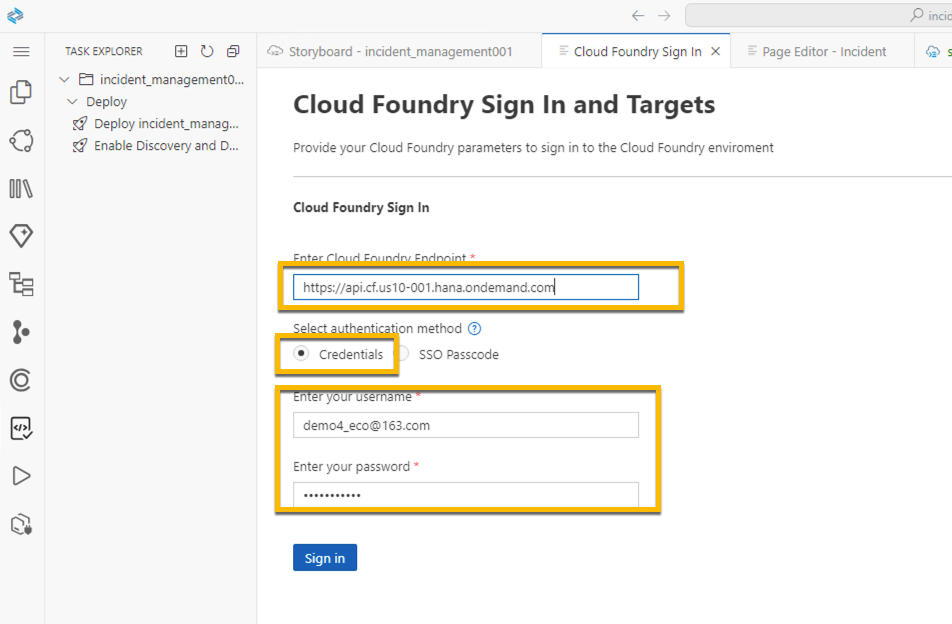 incid
TASK EXPLORER
Storyboard - incident_management001
Cloud Foundry Sign In
Page Editor - Incident
s
incident_management0...
Deploy
Deploy incident_manag...
Enable Discovery and D...
Cloud Foundry Sign In and Targets
Provide your Cloud Foundry parameters to sign in to the Cloud Foundry enviroment
Cloud Foundry Sign In
Enter Cloud Foundry Endpoint *
https://api.cf.us10-001.hana.ondemand.com
Select authentication method ?
Credentials
SSO Passcode
Enter your username *
demo4_eco@163.com
Enter your password *
•••••••••••
Sign in